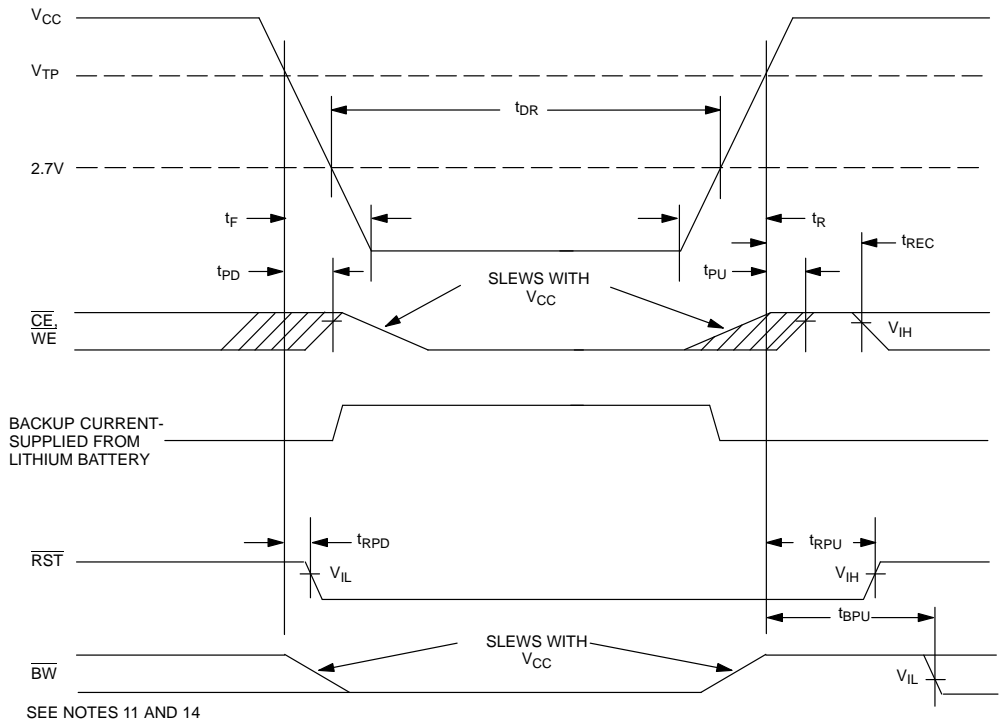 VCC
VTP
tDR
2.7V
tF
tR
tREC
tPD
tPU
SLEWS WITH
VCC
CE,
WE
VIH
BACKUP CURRENT-
SUPPLIED FROM
LITHIUM BATTERY
tRPD
tRPU
RST
VIL
VIH
tBPU
SLEWS WITH
VCC
BW
VIL
SEE NOTES 11 AND 14